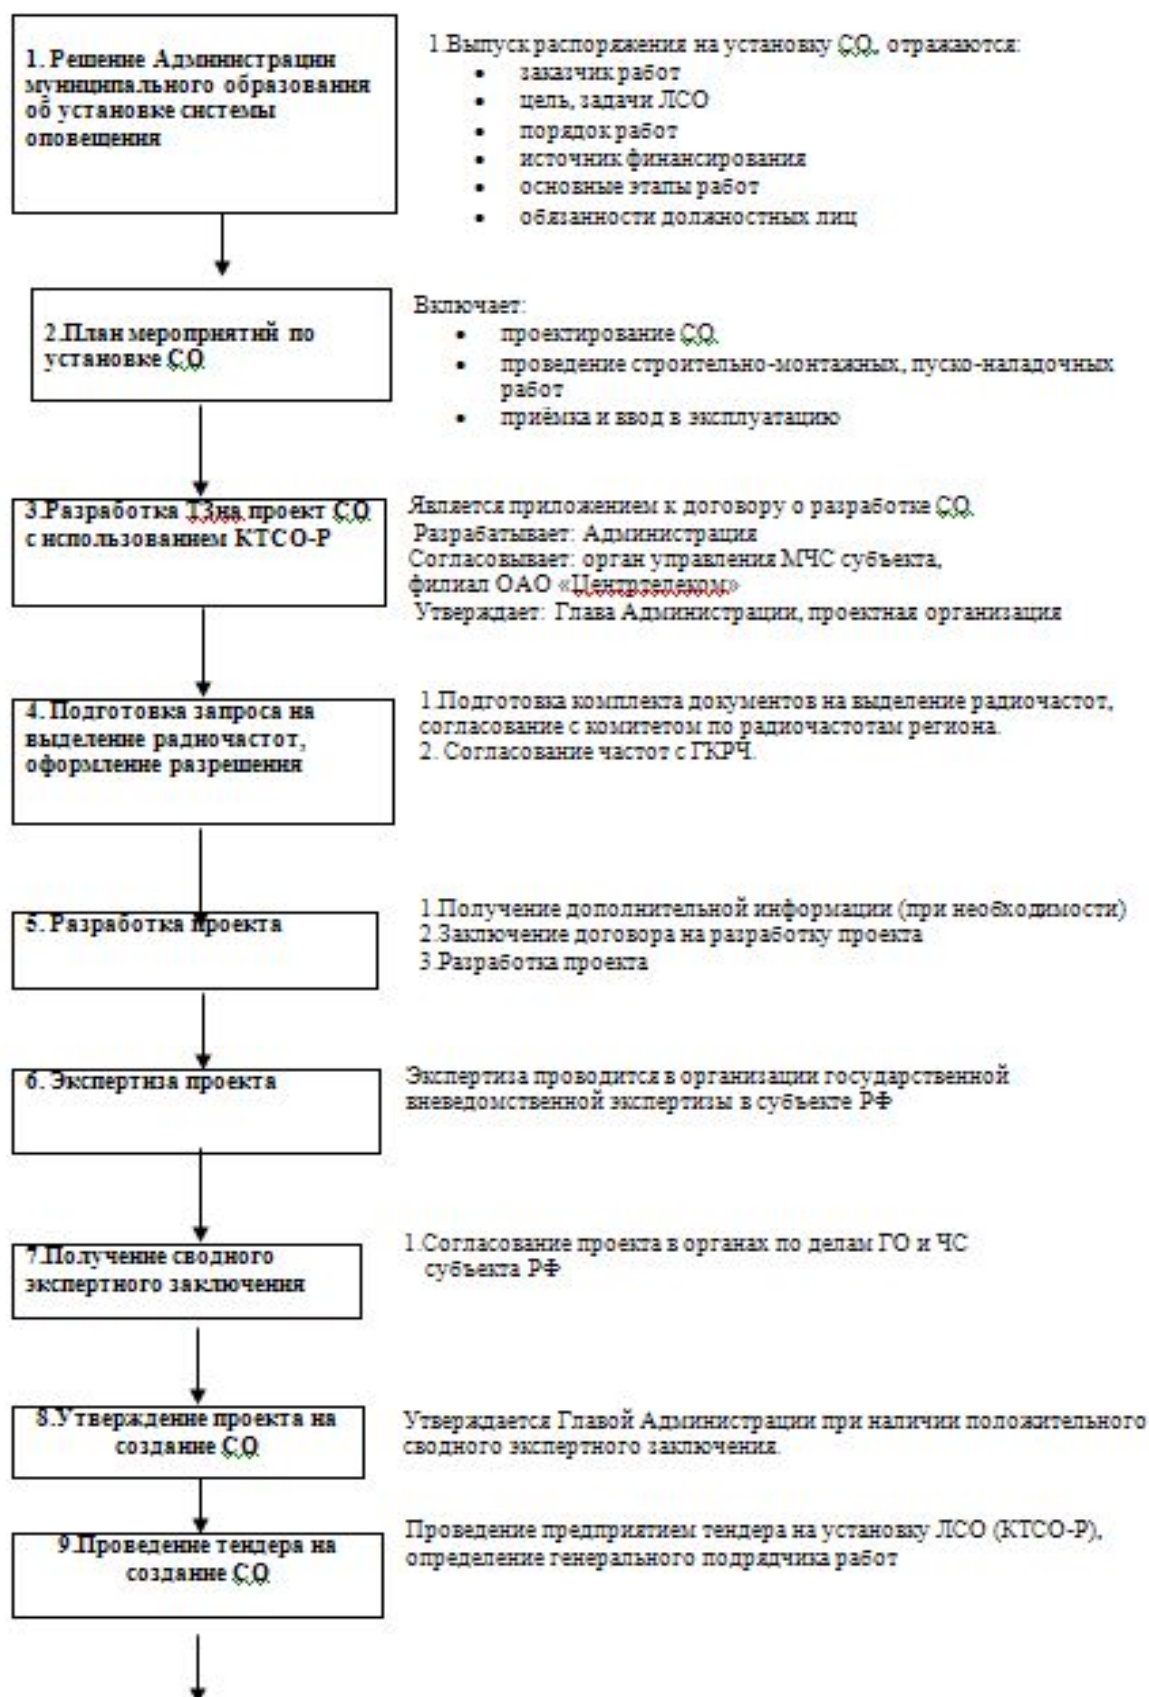 1. Решение Администрации
муниципального образования
об установке системы
оповещения
1.Выпуск распоряжения на установку СО, отражаются:
• заказчик работ
• цель, задачи ЛСО
• порядок работ
• источник финансирования
• основные этапы работ
• обязанности должностных лиц
2.План мероприятий по
установке СО
Включает:
• проектирование СО
• проведение строительно-монтажных, пуско-наладочных
работ
• приёмка и ввод в эксплуатацию
3.Разработка ТЗна проект СО
с использованием КТСО-Р
Является приложением к договору о разработке СО
Разрабатывает: Администрация
Согласовывает: орган управления МЧС субъекта,
филиал ОАО «Центртелеком»
Утверждает: Глава Администрации, проектная организация
4. Подготовка запроса на
выделение радиочастот,
оформление разрешения
1.Подготовка комплекта документов на выделение радиочастот,
согласование с комитетом по радиочастотам региона.
2. Согласование частот с ГКРЧ.
5. Разработка проекта
1.Получение дополнительной информации (при необходимости)
2.Заключение договора на разработку проекта
3.Разработка проекта
6. Экспертиза проекта
Экспертиза проводится в организации государственной
вневедомственной экспертизы в субъекте РФ
7.Получение сводного
экспертного заключения
1.Согласование проекта в органах по делам ГО и ЧС
субъекта РФ
8.Утверждение проекта на
создание СО
Утверждается Главой Администрации при наличии положительного
сводного экспертного заключения.
9.Проведение тендера на
создание СО
Проведение предприятием тендера на установку ЛСО (КТСО-Р),
определение генерального подрядчика работ